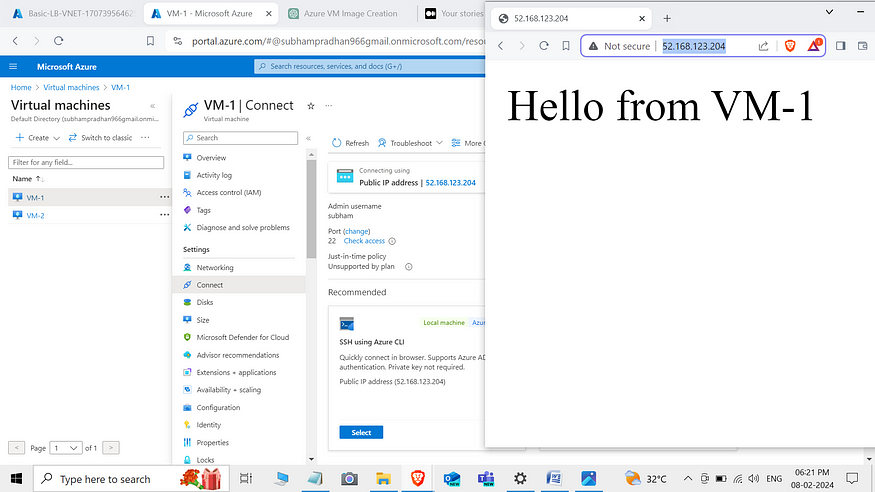 Basic-LB-VNET-170739564625
VM-1 - Microsoft Azure
Azure VM Image Creation
Your stories
portal.azure.com/#@subhampradhan966gmail.onmicrosoft.com/resou
52.168.123.204
Not secure
52.168.123.204
Microsoft Azure
Search resources, services, and docs (G+/)
Home > Virtual machines > VM-1
Virtual machines
Default Directory (subhampradhan966gmail.onmi...
Create
Switch to classic
Filter for any field...
Name
VM-1
VM-2
Page 1 of 1
VM-1 | Connect
Virtual machine
Search
Overview
Activity log
Access control (IAM)
Tags
Diagnose and solve problems
Settings
Networking
Connect
Disks
Size
Microsoft Defender for Cloud
Advisor recommendations
Extensions + applications
Availability + scaling
Configuration
Identity
Properties
Locks
Refresh
Troubleshoot
More O
Connecting using
Public IP address | 52.168.123.204
Admin username
subham
Port (change)
22 Check access
Just-in-time policy
Unsupported by plan
Recommended
Local machine
Azur
SSH using Azure CLI
Quickly connect in browser. Supports Azure AD
authentication. Private key not required.
Public IP address (52.168.123.204)
Select
Hello from VM-1
Type here to search
32°C
ENG
06:21 PM
08-02-2024